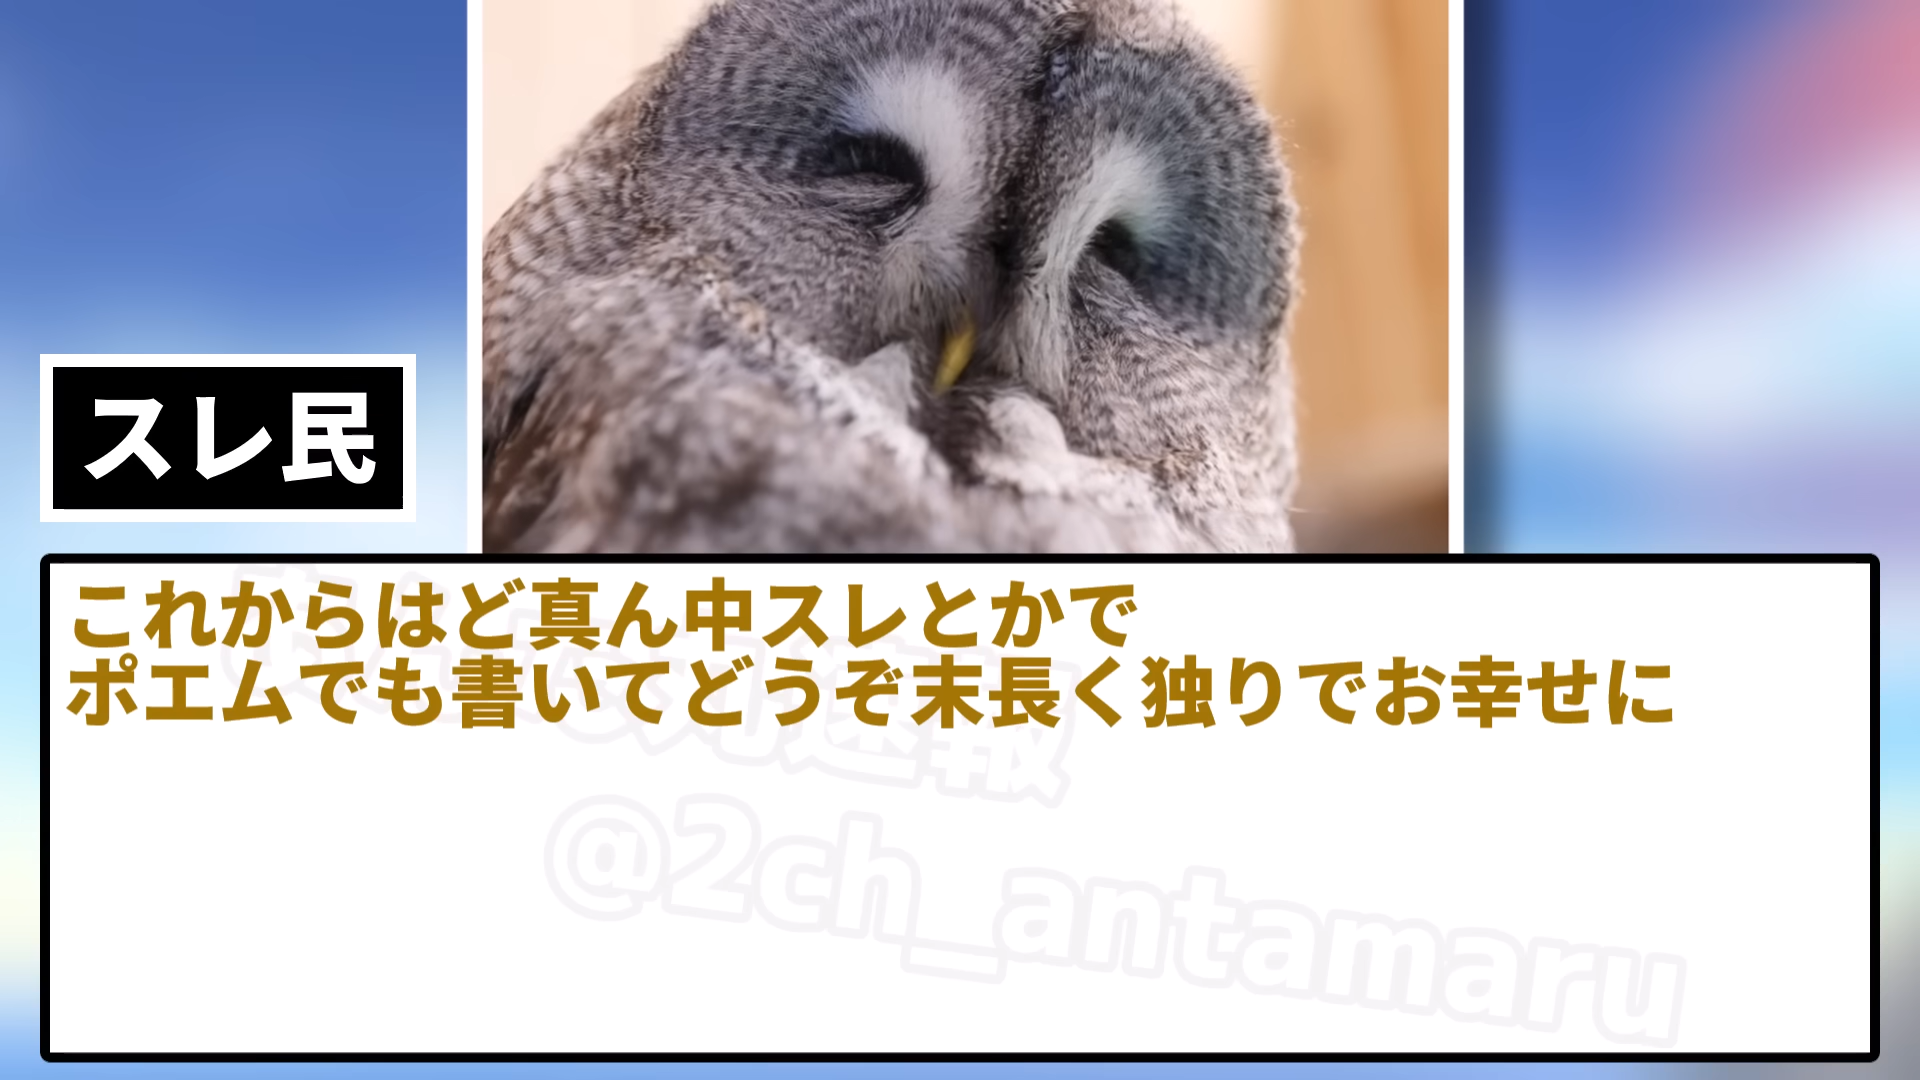 スレ民
これからはど真ん中スレとかで
ポエムでも書いてどうぞ末長く独りでお幸せに
@2ch_antamaru